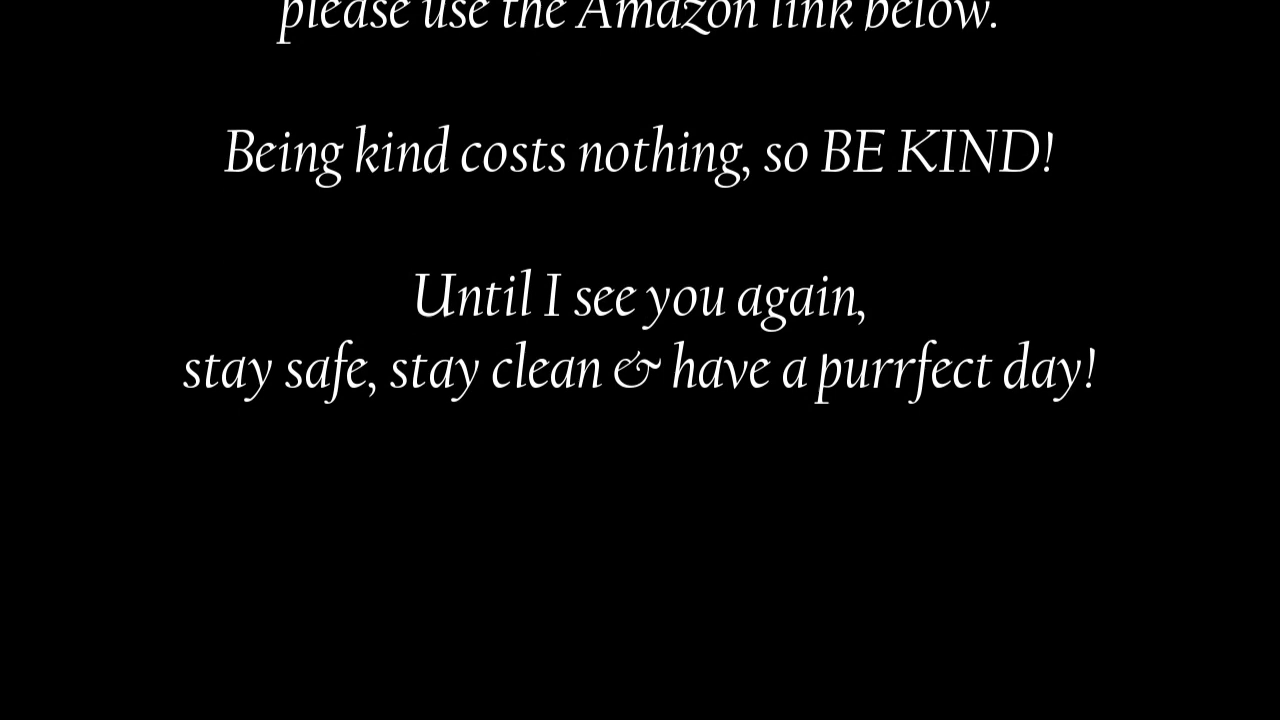 please use the Amazon link below.
Being kind costs nothing, so BE KIND!
Until I see you again,
stay safe, stay clean & have a purrfect day!